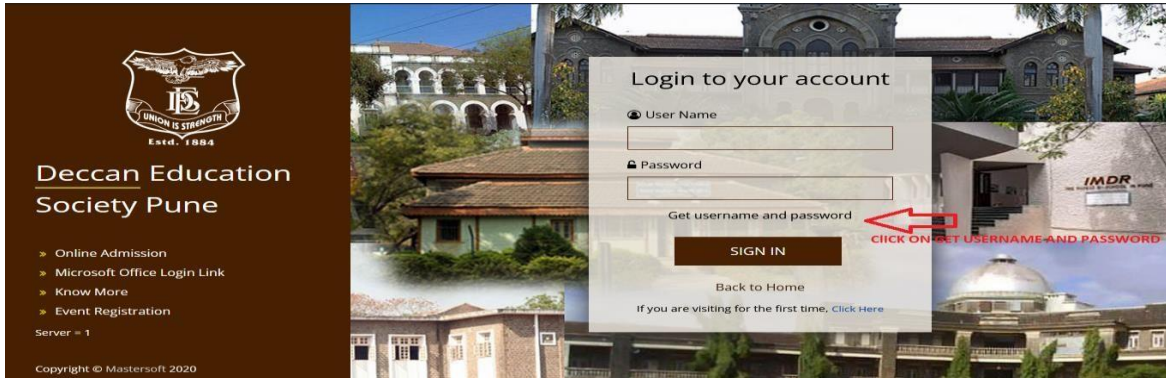 DES
UNION IS STRENGTH
Estd. 1884
Deccan Education
Society Pune
» Online Admission
» Microsoft Office Login Link
» Know More
» Event Registration
Server = 1
Copyright © Mastersoft 2020
Login to your account
User Name
Password
Get username and password
CLICK ON GET USERNAME AND PASSWORD
SIGN IN
Back to Home
If you are visiting for the first time, Click Here
IMDR